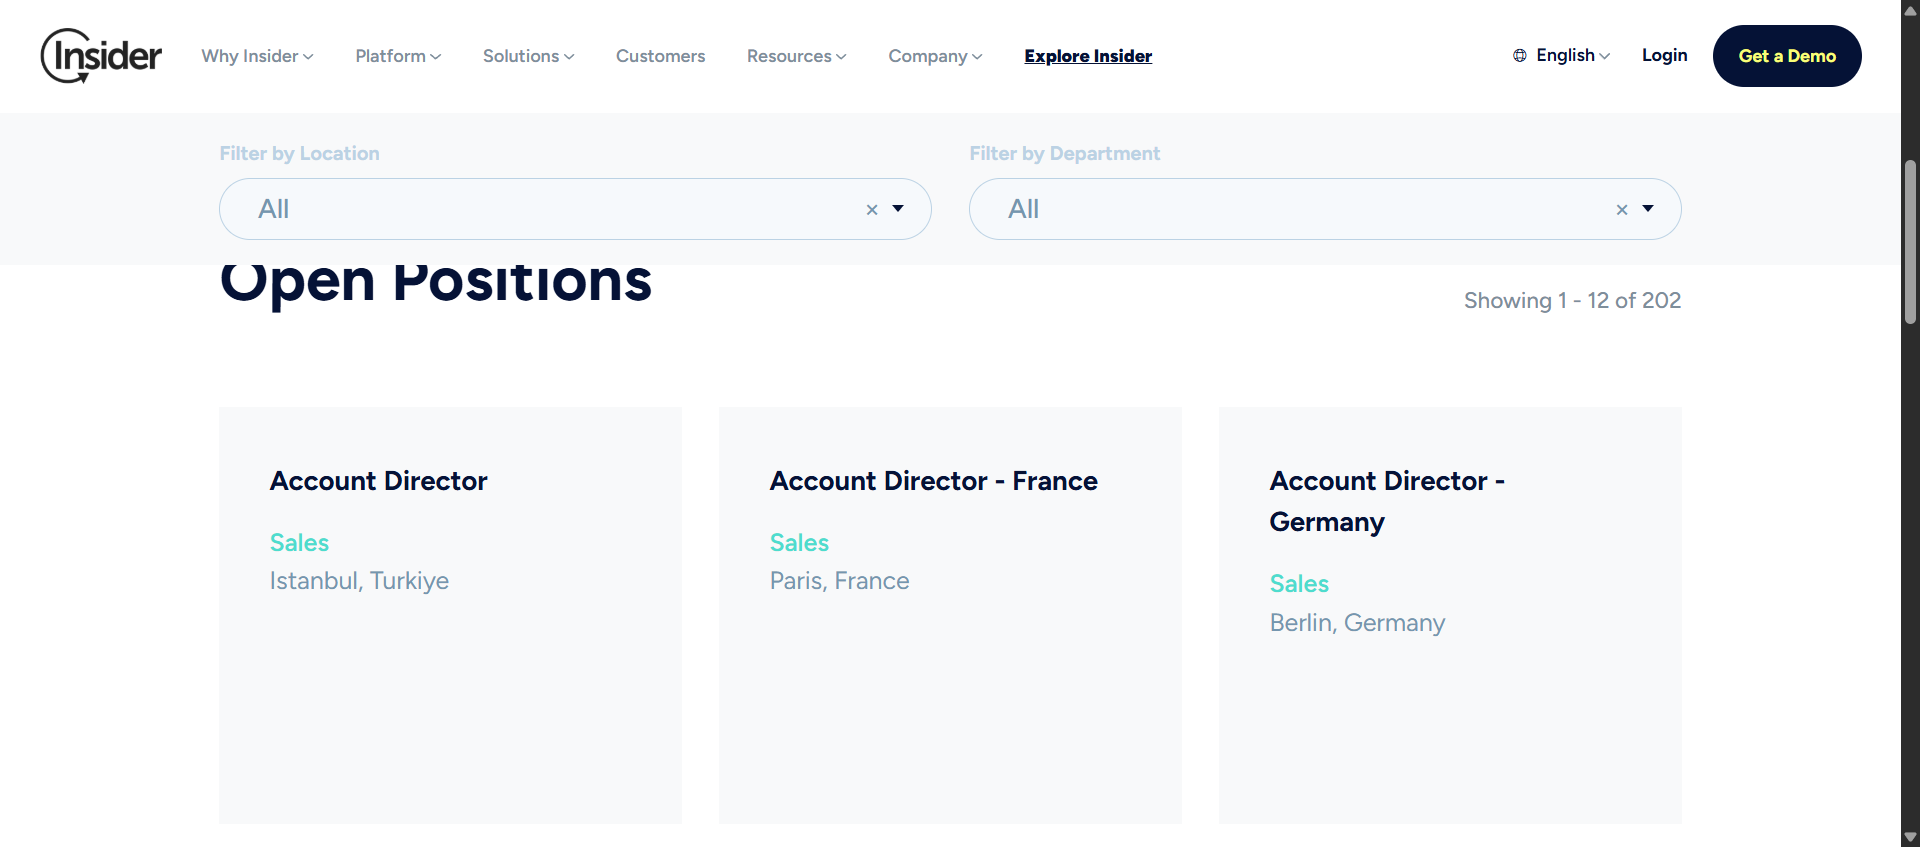 Insider
Why Insider
Platform
Solutions
Customers
Resources
Company
Explore Insider
English
Login
Get a Demo
Filter by Location
Filter by Department
All
All
Open Positions
Showing 1 - 12 of 202
Account Director
Sales
Istanbul, Turkiye
Account Director - France
Sales
Paris, France
Account Director -
Germany
Sales
Berlin, Germany